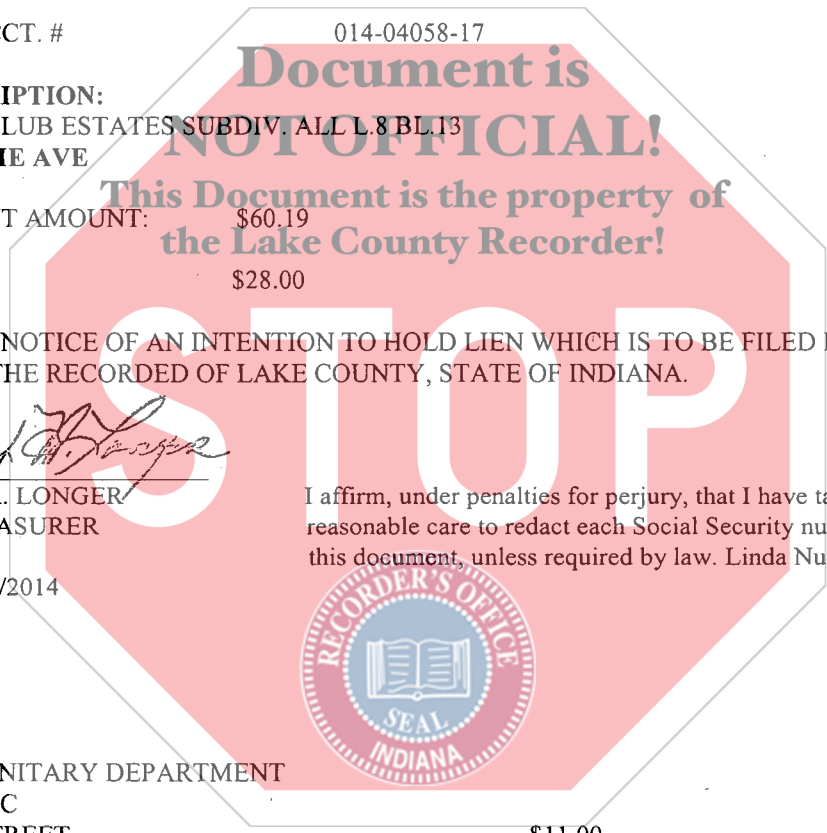 CCT. # 014-04058-17
Document is
IPTION:
LUB ESTATES SUBDIV. ALL L.8 BL.13
NOT OFFICIAL!
IE AVE
This Document is the property of
T AMOUNT: $60.19
the Lake County Recorder!
$28.00
NOTICE OF AN INTENTION TO HOLD LIEN WHICH IS TO BE FILED
THE RECORDED OF LAKE COUNTY, STATE OF INDIANA.
STOP
. LONGER
I affirm, under penalties for perjury, that I have ta
ASURER
reasonable care to redact each Social Security nu
this document, unless required by law. Linda Nu
/2014
RECORDER'S OFFICE
SEAL
INDIANA
NITARY DEPARTMENT
C
TREET $11.00